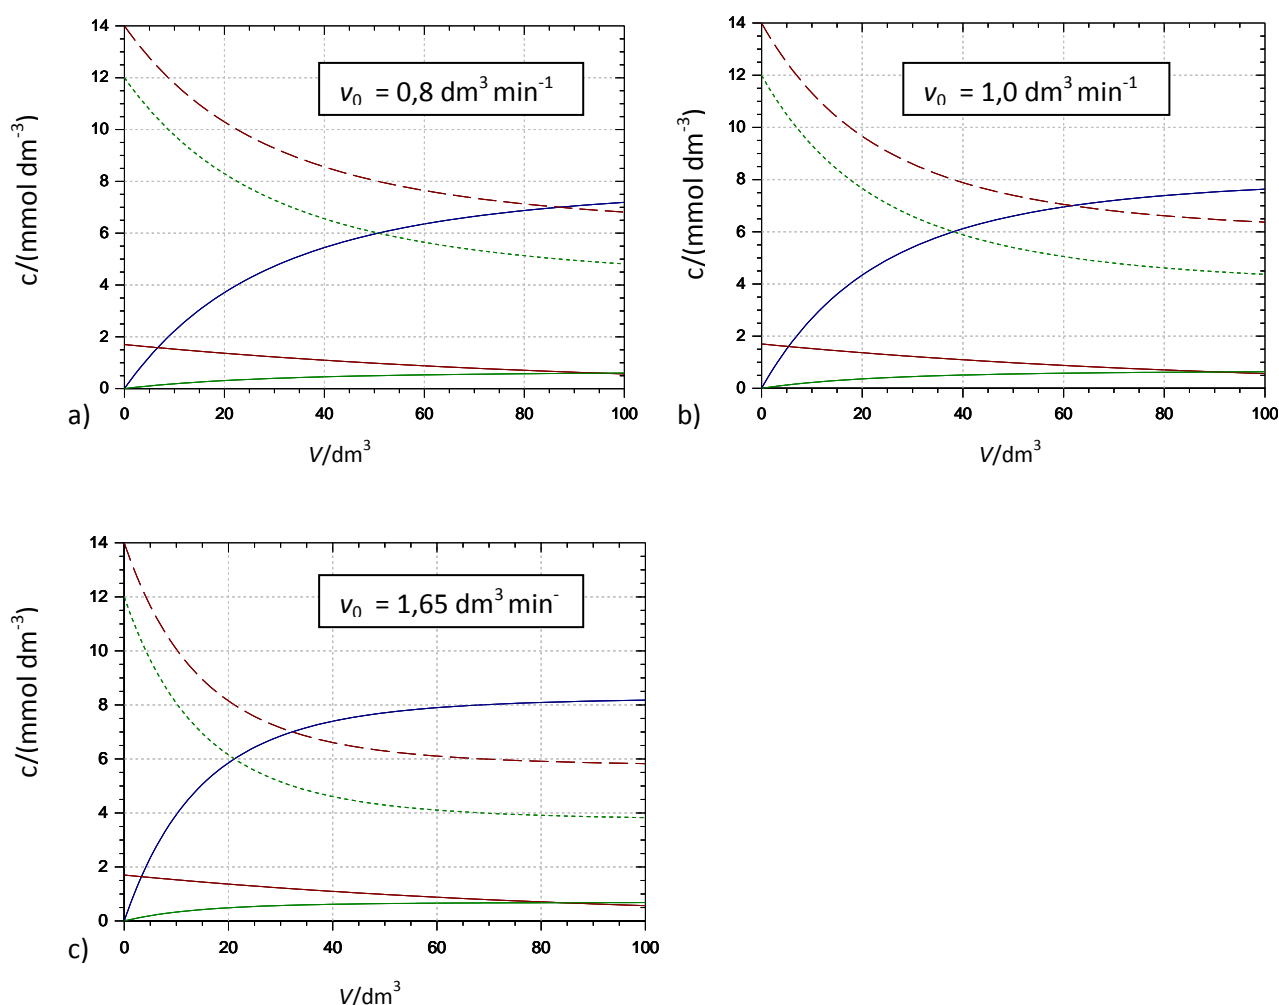 14
12
10
8
6
4
2
0
c/(mmol dm⁻³)
v₀ = 0,8 dm³ min⁻¹
0 20 40 60 80 100
a)
V/dm³
14
12
10
8
6
4
2
0
c/(mmol dm⁻³)
v₀ = 1,0 dm³ min⁻¹
0 20 40 60 80 100
b)
V/dm³
14
12
10
8
6
4
2
0
c/(mmol dm⁻³)
v₀ = 1,65 dm³ min⁻
0 20 40 60 80 100
c)
V/dm³